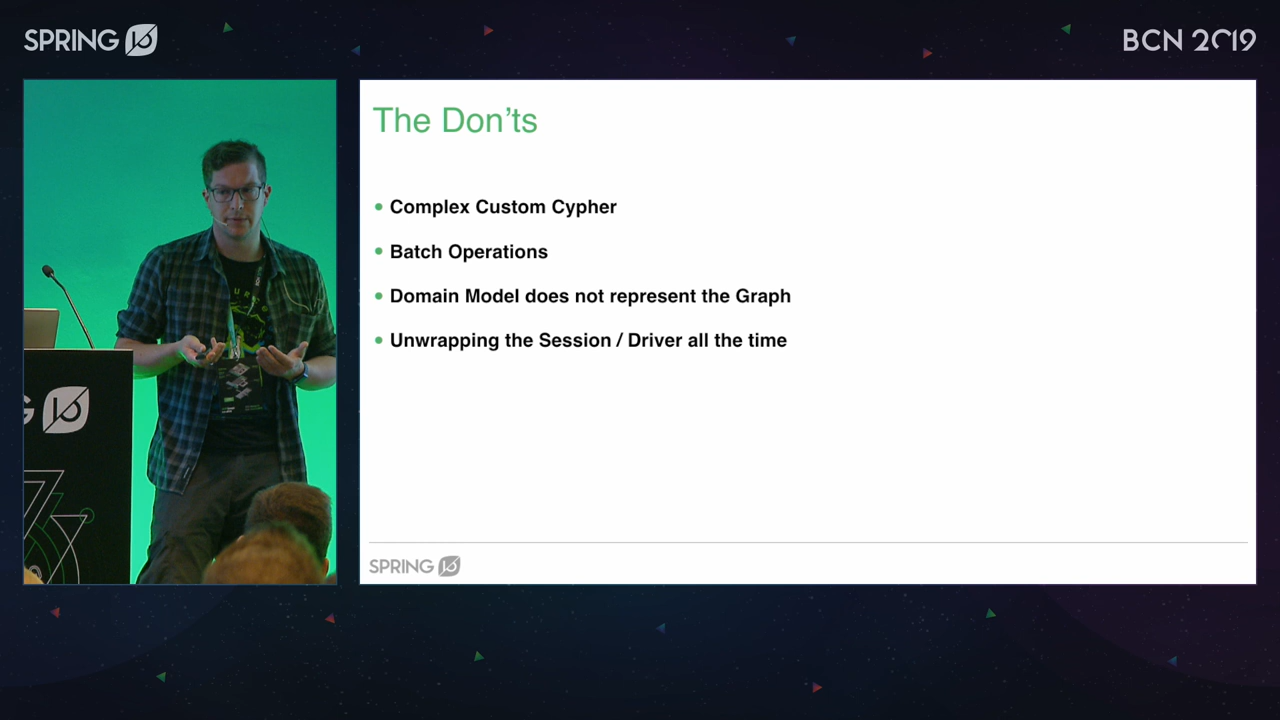 SPRING
BCN 2019
The Don’ts
• Complex Custom Cypher
• Batch Operations
• Domain Model does not represent the Graph
• Unwrapping the Session / Driver all the time
SPRING